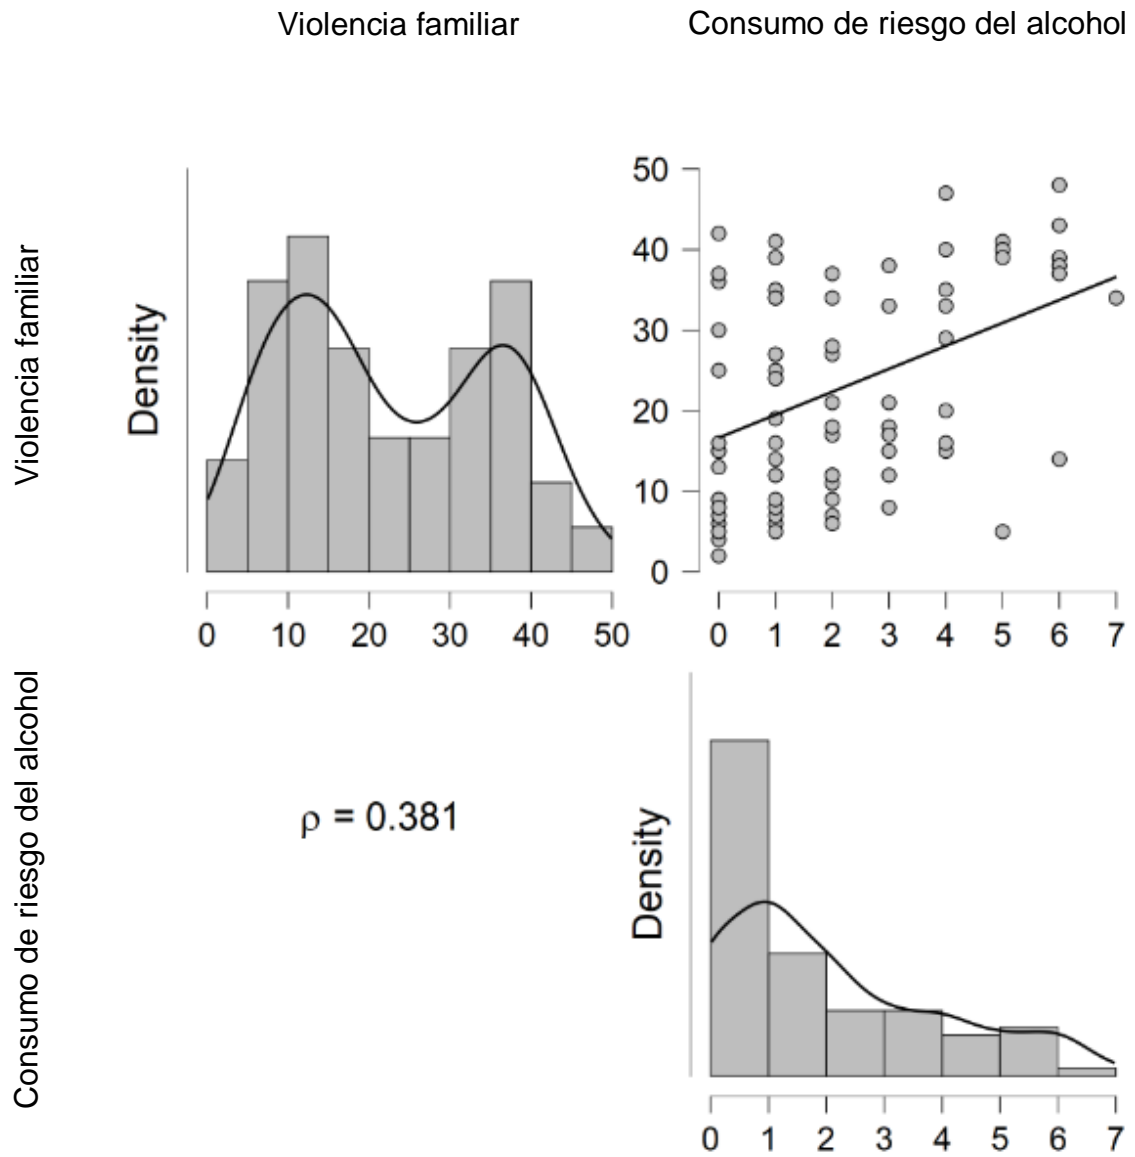 Violencia familiar
Consumo de riesgo del alcohol
Violencia familiar
Density
0 10 20 30 40 50
50
40
30
20
10
0
0 1 2 3 4 5 6 7
Consumo de riesgo del alcohol
ρ = 0.381
Density
0 1 2 3 4 5 6 7